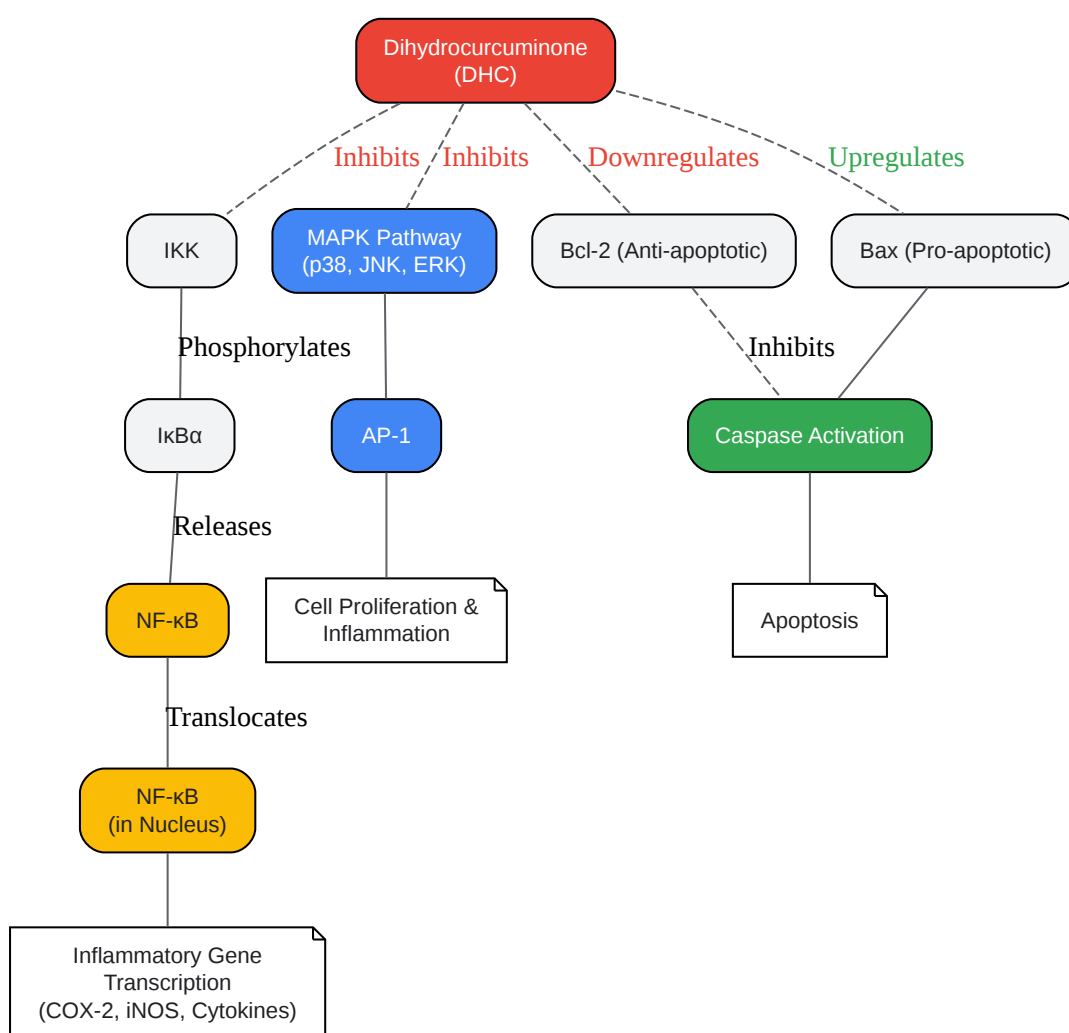 Dihydrocurcuminone
(DHC)
Inhibits
Inhibits
Downregulates
Upregulates
IKK
MAPK Pathway
(p38, JNK, ERK)
Bcl-2 (Anti-apoptotic)
Bax (Pro-apoptotic)
Phosphorylates
Inhibits
IκBα
AP-1
Caspase Activation
Releases
NF-κB
Cell Proliferation &
Inflammation
Apoptosis
Translocates
NF-κB
(in Nucleus)
Inflammatory Gene
Transcription
(COX-2, iNOS, Cytokines)